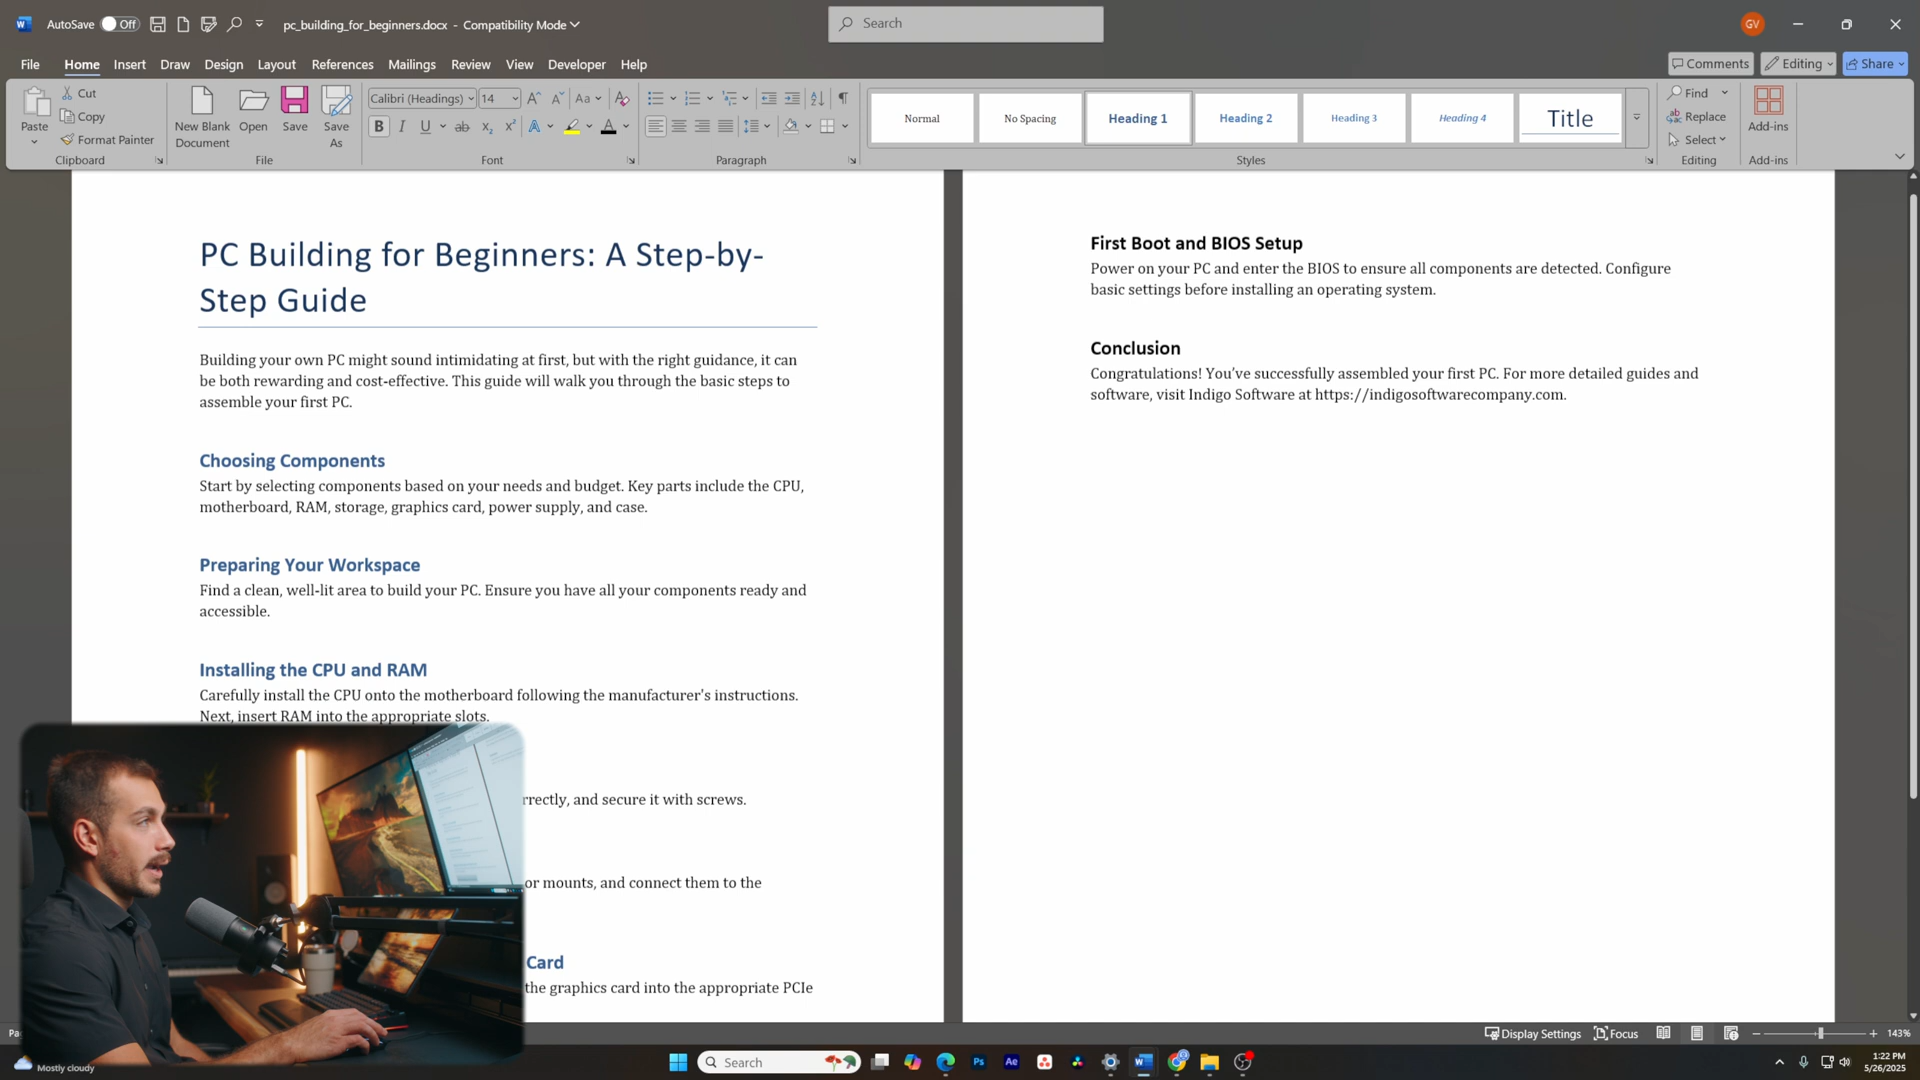 AutoSave Off pc_building_for_beginners.docx - Compatibility Mode Search GV
File Home Insert Draw Design Layout References Mailings Review View Developer Help Comments Editing Share
Paste Cut Copy Format Painter Clipboard
New Blank Document Open Save Save As File
Calibri (Headings) 14 Aa Font
Paragraph
Normal No Spacing Heading 1 Heading 2 Heading 3 Heading 4 Title Styles
Find Replace Select Editing
Add-ins Add-ins
PC Building for Beginners: A Step-by-
Step Guide
Building your own PC might sound intimidating at first, but with the right guidance, it can
be both rewarding and cost-effective. This guide will walk you through the basic steps to
assemble your first PC.
Choosing Components
Start by selecting components based on your needs and budget. Key parts include the CPU,
motherboard, RAM, storage, graphics card, power supply, and case.
Preparing Your Workspace
Find a clean, well-lit area to build your PC. Ensure you have all your components ready and
accessible.
Installing the CPU and RAM
Carefully install the CPU onto the motherboard following the manufacturer's instructions.
Next, insert RAM into the appropriate slots.
rrectly, and secure it with screws.
or mounts, and connect them to the
Card
the graphics card into the appropriate PCIe
First Boot and BIOS Setup
Power on your PC and enter the BIOS to ensure all components are detected. Configure
basic settings before installing an operating system.
Conclusion
Congratulations! You've successfully assembled your first PC. For more detailed guides and
software, visit Indigo Software at https://indigosoftwarecompany.com.
Pa Display Settings Focus 143%
Mostly cloudy Search Ps Ae 1:22 PM
5/26/2025